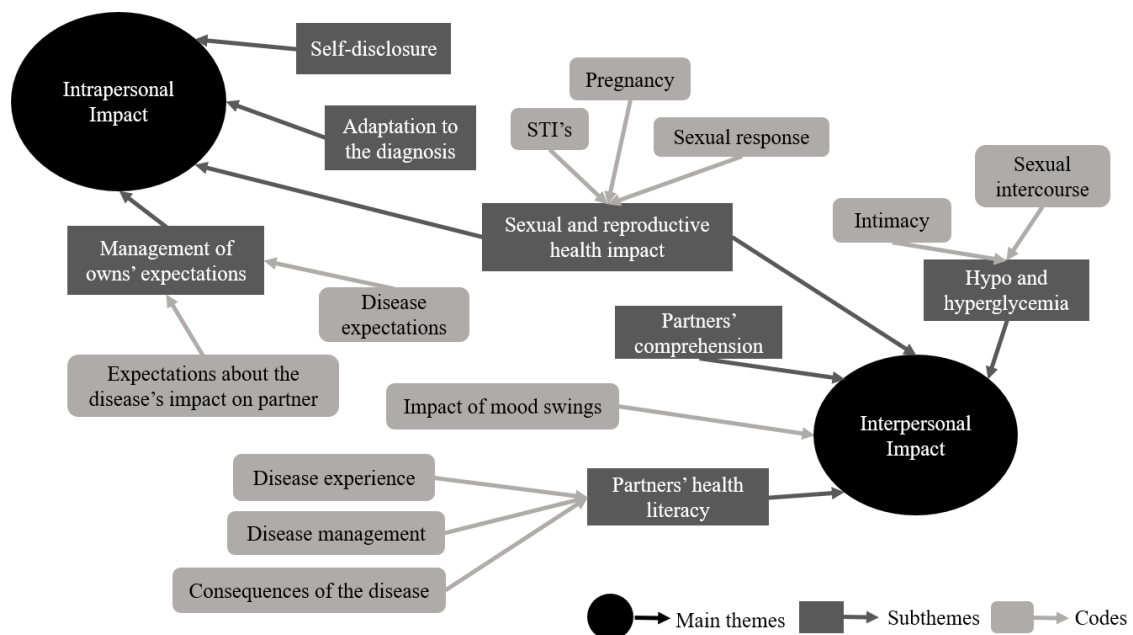 Self-disclosure
Intrapersonal
Impact
Pregnancy
Adaptation to
the diagnosis
STI’s
Sexual response
Sexual
intercourse
Sexual and reproductive
health impact
Intimacy
Management of
owns’ expectations
Hypo and
hyperglycemia
Disease
expectations
Partners’
comprehension
Expectations about the
disease’s impact on partner
Impact of mood swings
Interpersonal
Impact
Disease experience
Partners’ health
literacy
Disease management
Consequences of the disease
Main themes
Subthemes
Codes